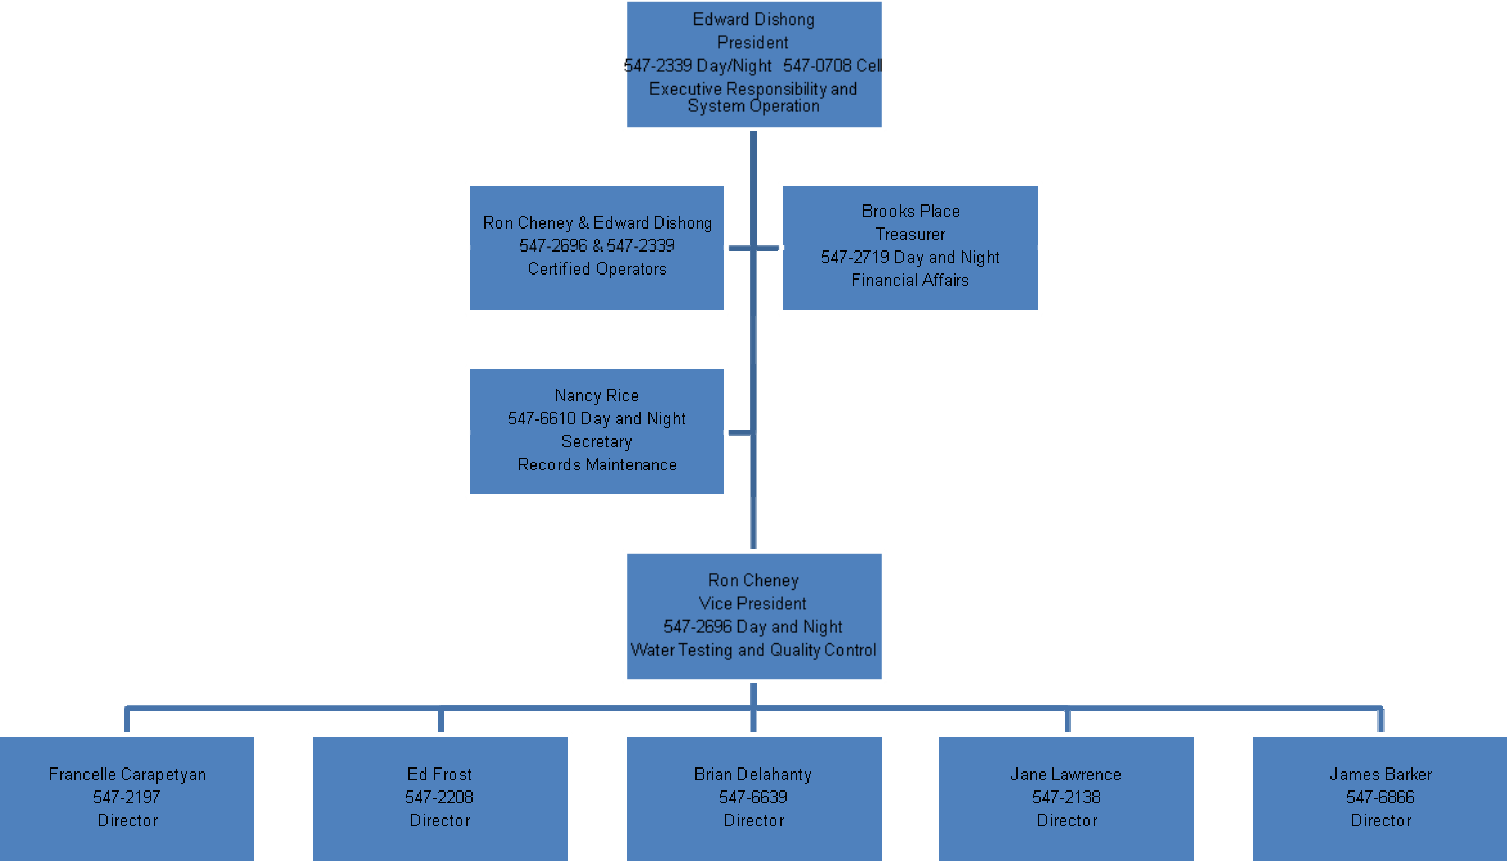 Edward Dishong
President
547-2339 Day/Night 547-0708 Cell
Executive Responsibility and
System Operation
Ron Cheney & Edward Dishong
547-2696 & 547-2339
Certified Operators
Brooks Place
Treasurer
547-2719 Day and Night
Financial Affairs
Nancy Rice
547-6610 Day and Night
Secretary
Records Maintenance
Ron Cheney
Vice President
547-2696 Day and Night
Water Testing and Quality Control
Francelle Carapetyan
547-2197
Director
Ed Frost
547-2208
Director
Brian Delahanty
547-6639
Director
Jane Lawrence
547-2138
Director
James Barker
547-6866
Director